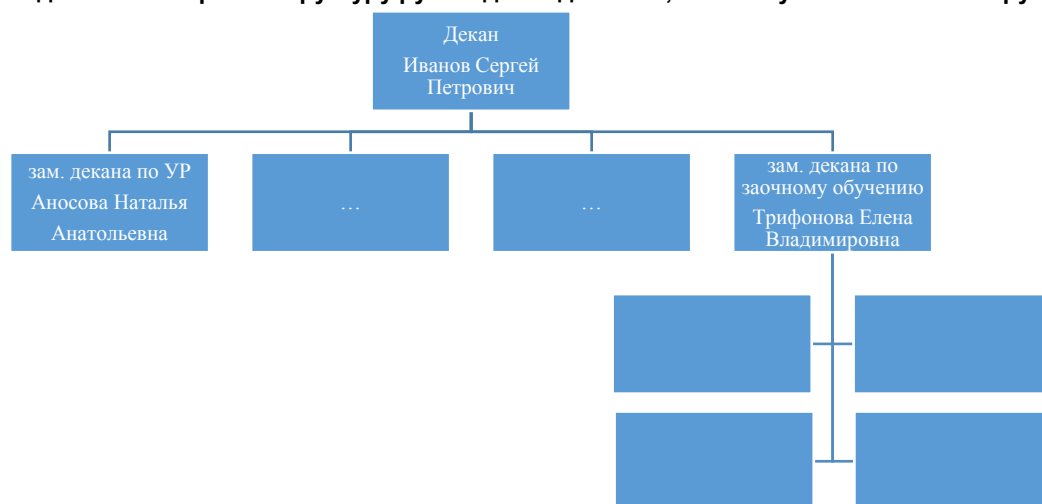 Декан
Иванов Сергей
Петрович
зам. декана по УР
Аносова Наталья
Анатольевна
…
…
зам. декана по
заочному обучению
Трифонова Елена
Владимировна